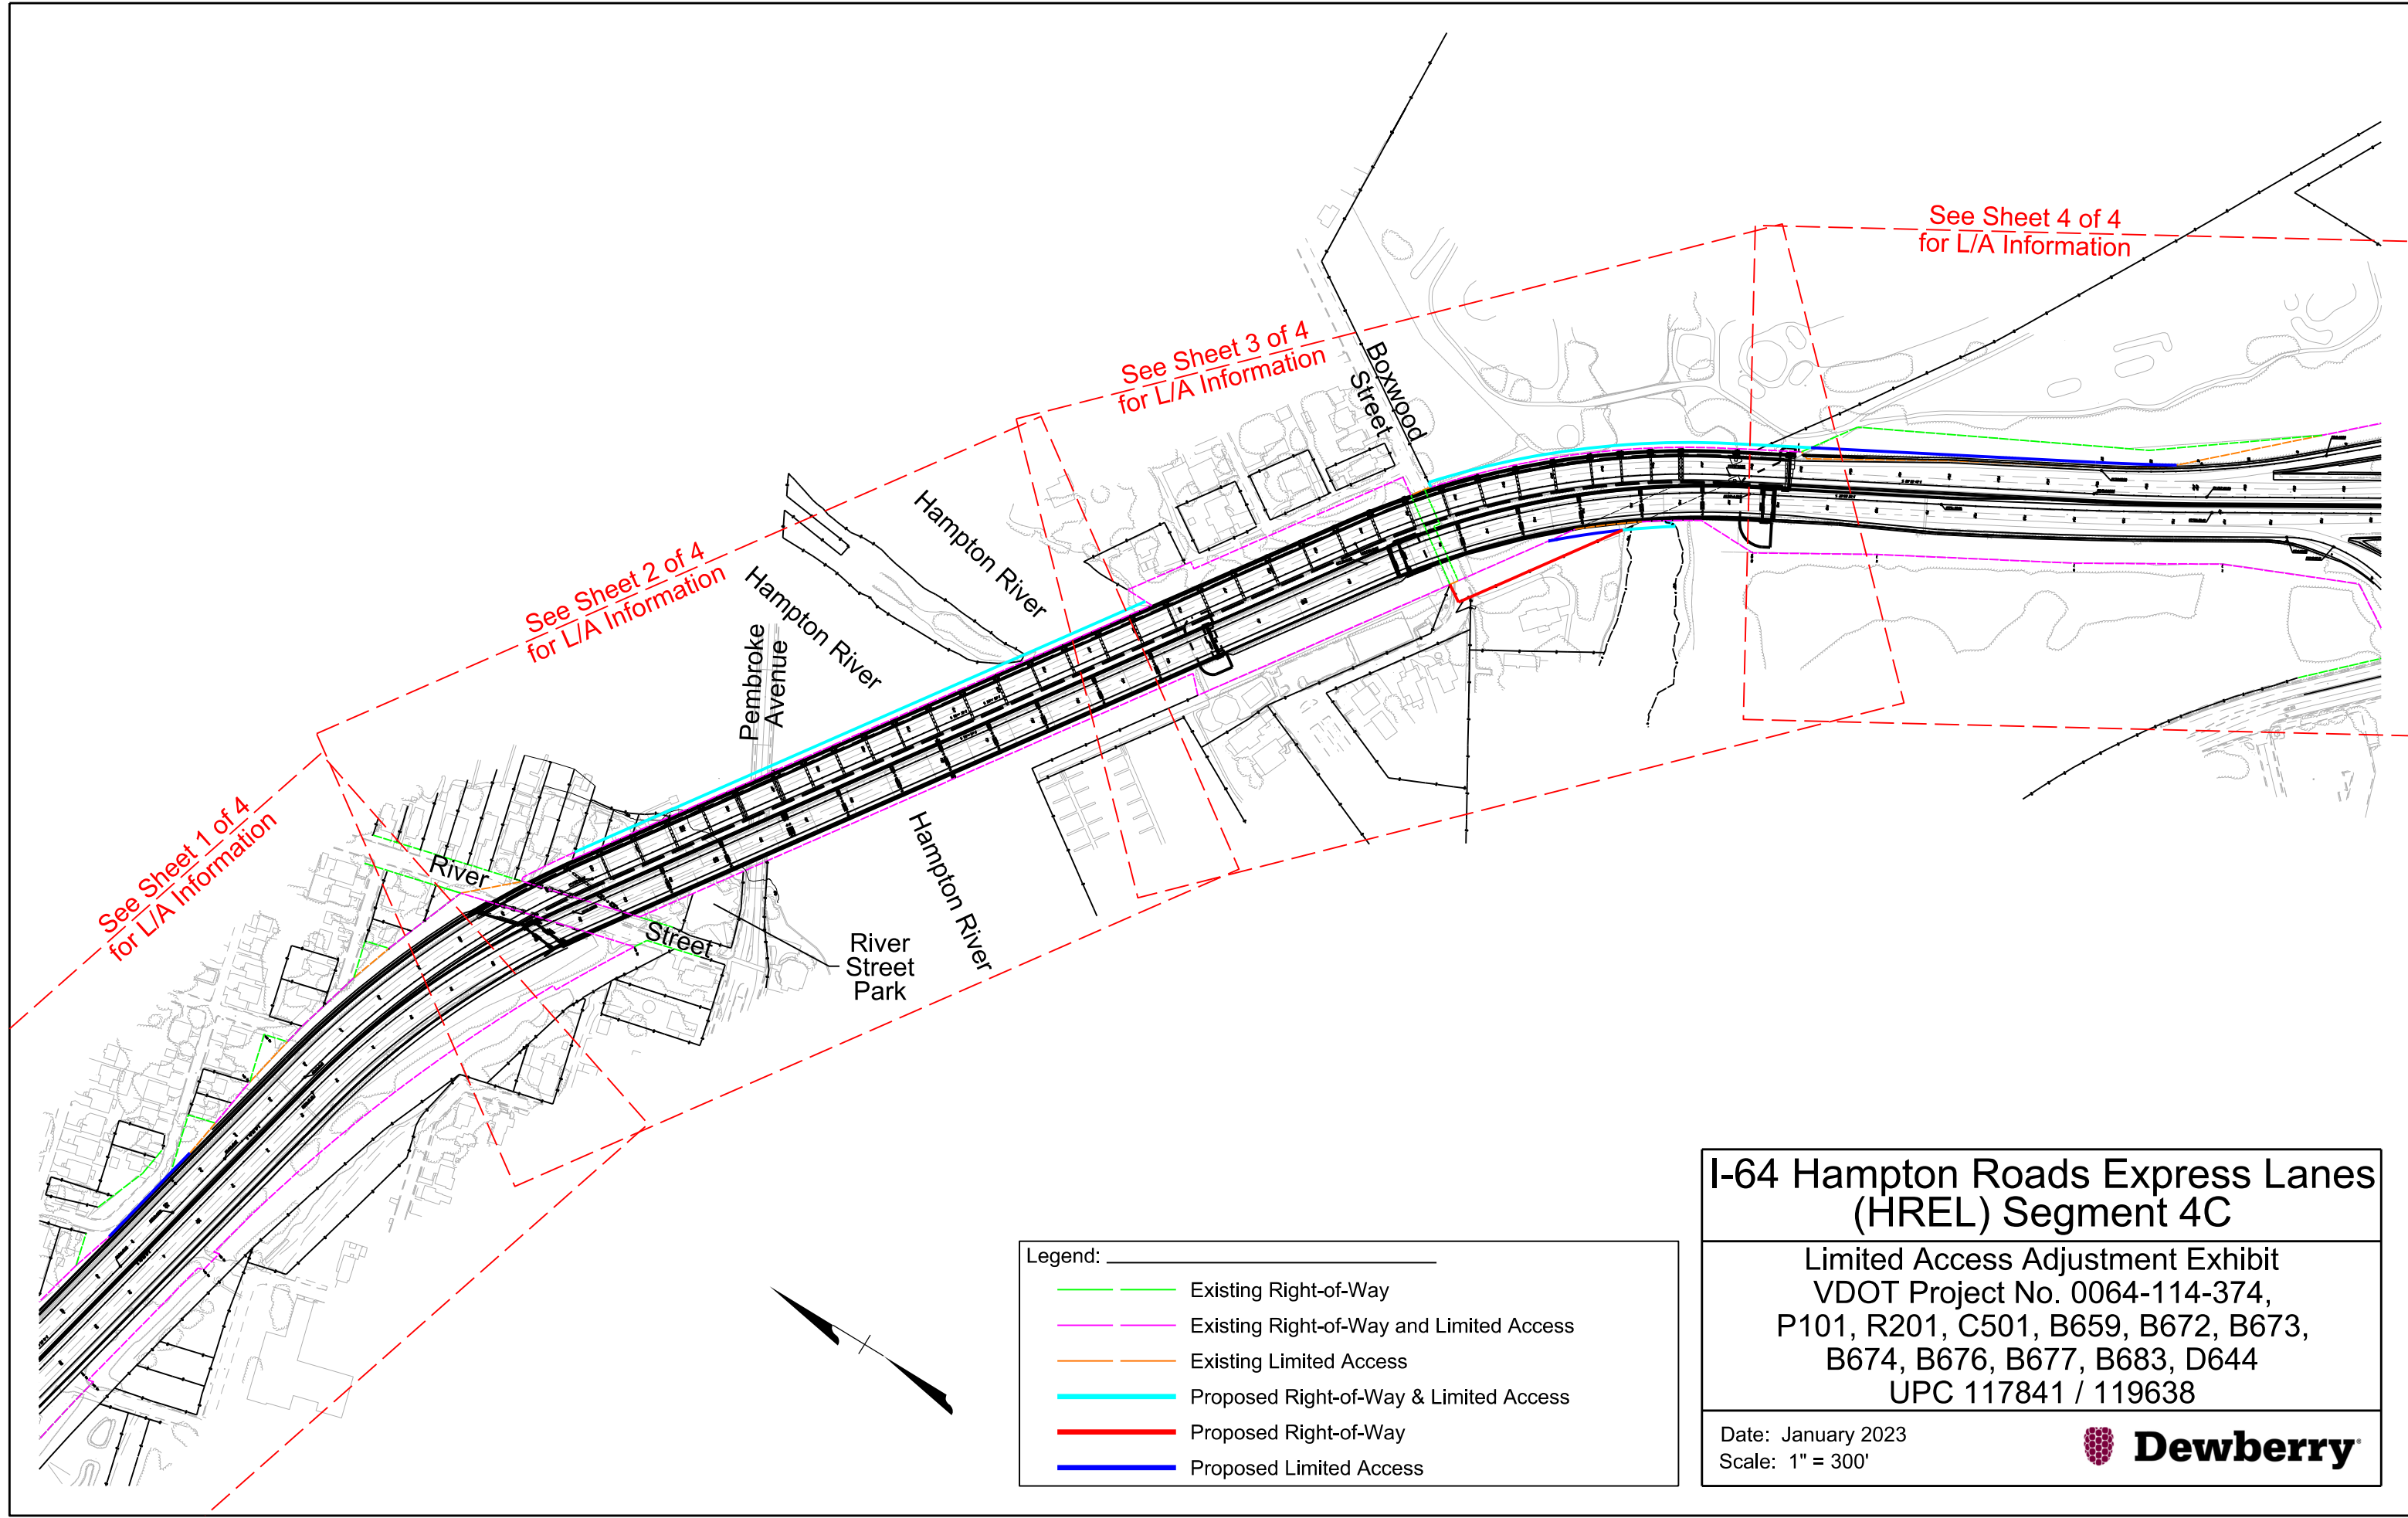 See Sheet 4 of 4
for L/A Information
See Sheet 3 of 4
for L/A Information
Boxwood
Street
See Sheet 2 of 4
for L/A Information
Hampton River
Hampton River
Pembroke
Avenue
See Sheet 1 of 4
for L/A Information
River
Street
River
Street
Park
Hampton River
Legend:
Existing Right-of-Way
Existing Right-of-Way and Limited Access
Existing Limited Access
Proposed Right-of-Way & Limited Access
Proposed Right-of-Way
Proposed Limited Access
I-64 Hampton Roads Express Lanes
(HREL) Segment 4C
Limited Access Adjustment Exhibit
VDOT Project No. 0064-114-374,
P101, R201, C501, B659, B672, B673,
B674, B676, B677, B683, D644
UPC 117841 / 119638
Date: January 2023
Scale: 1" = 300'
Dewberry